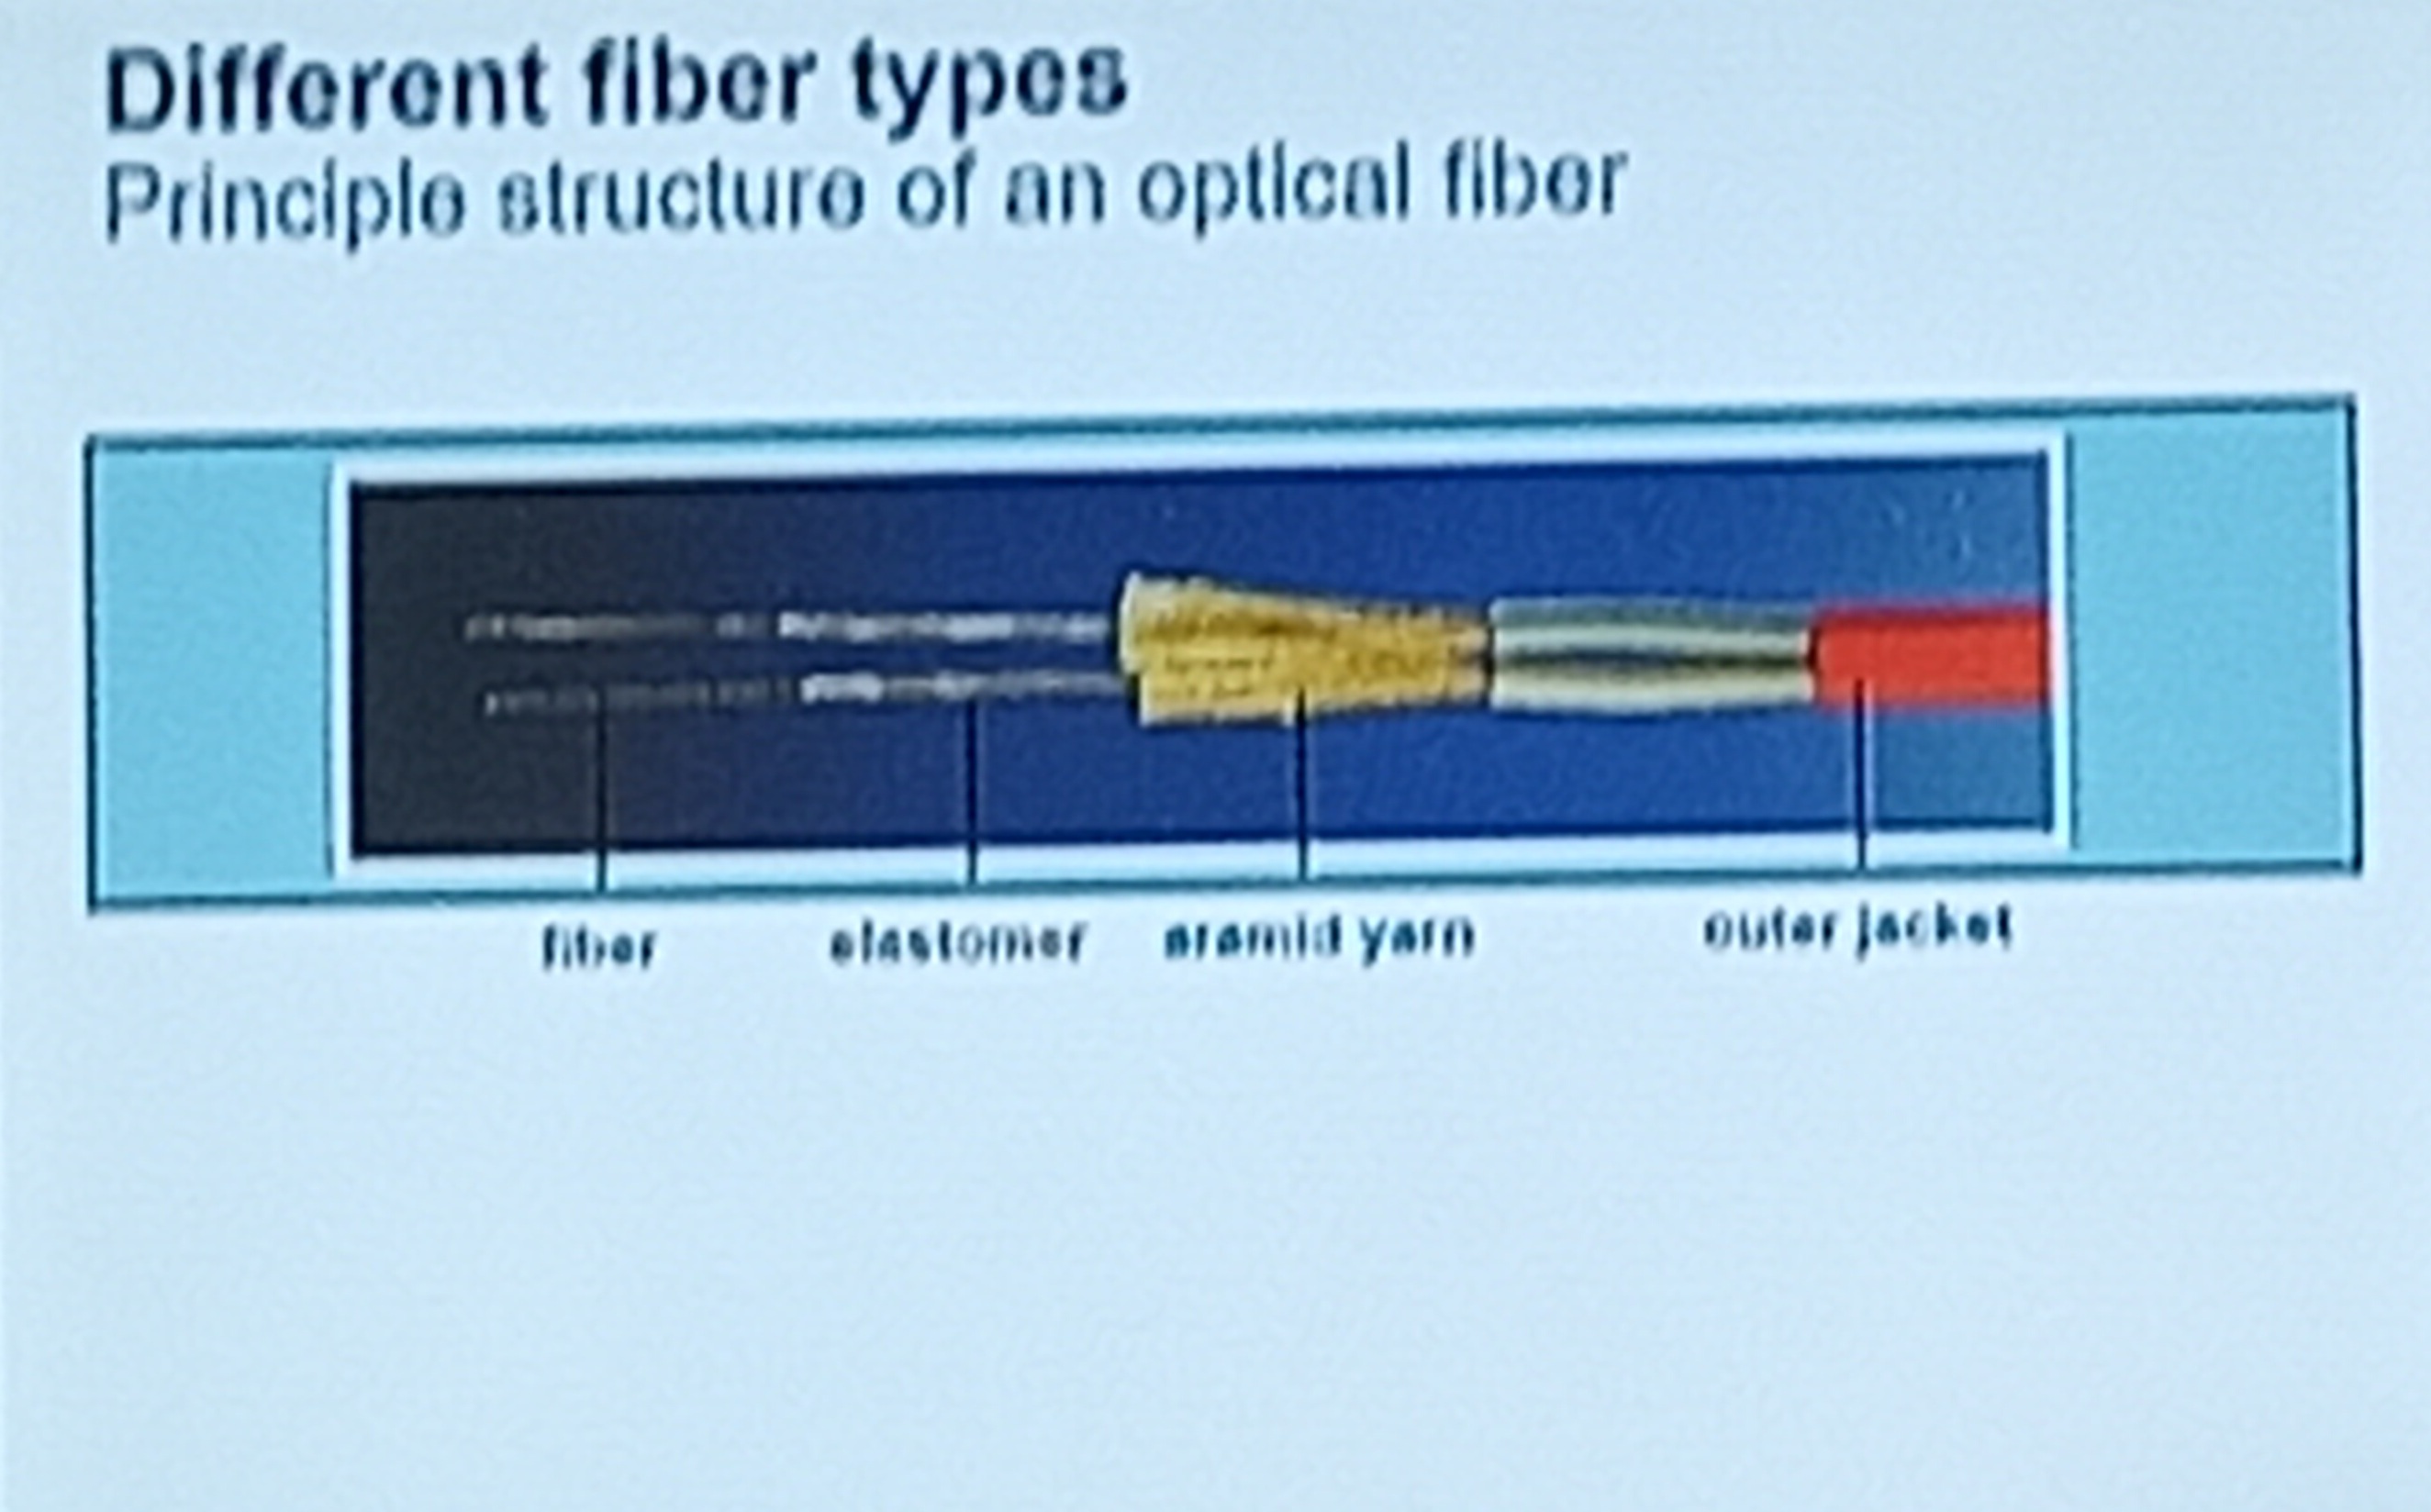 Different fiber types
Principle structure of an optical fiber
fiber elastomer aramid yarn outer jacket